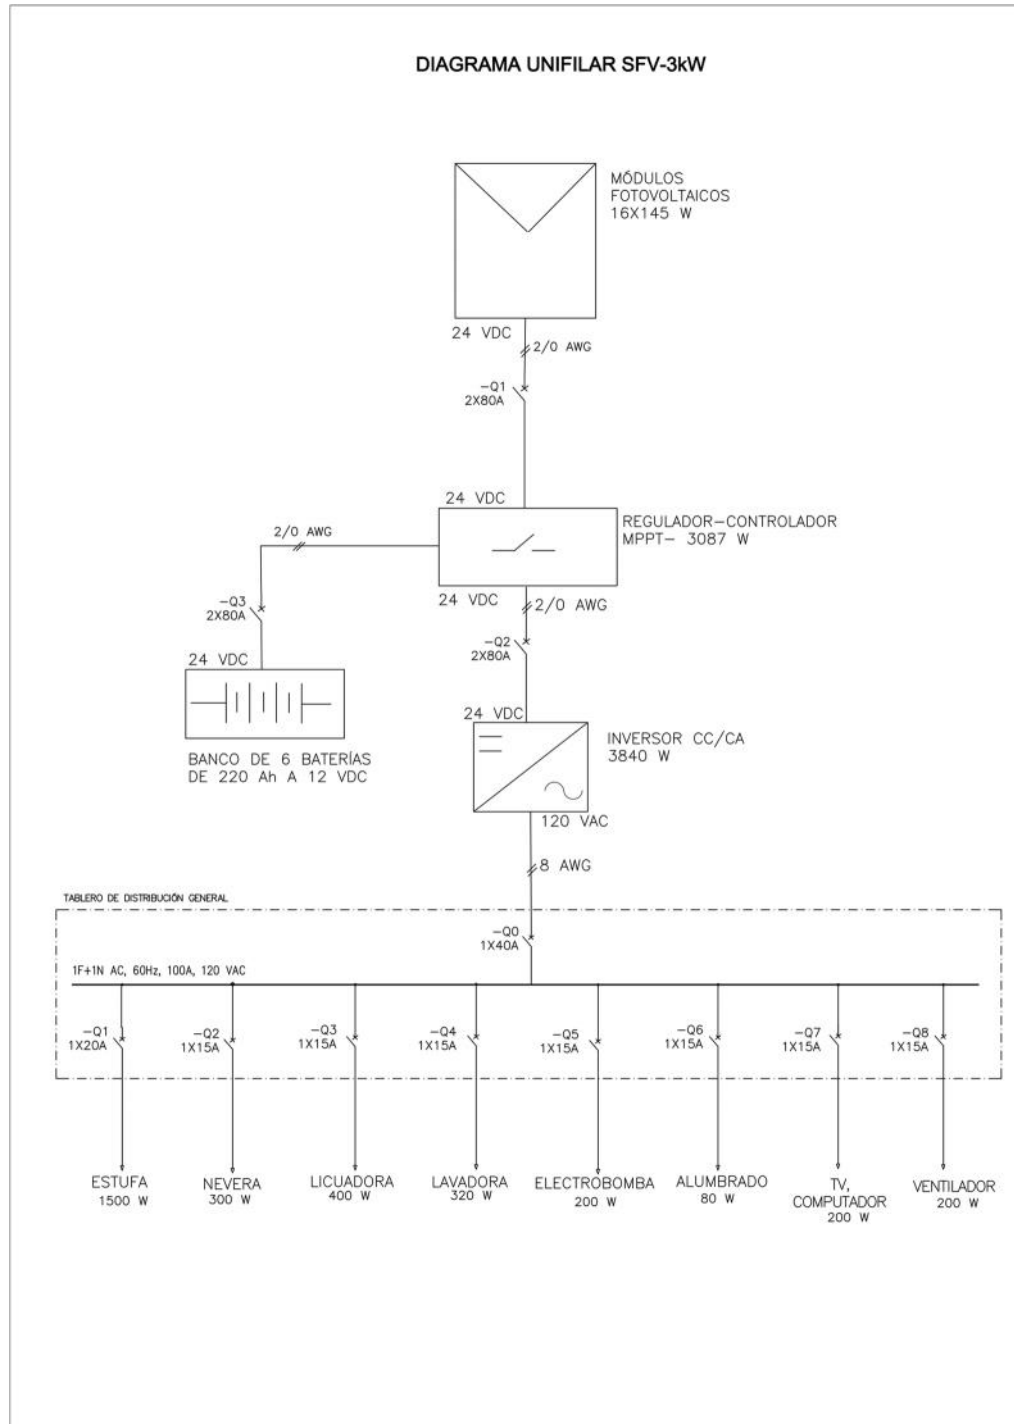 DIAGRAMA UNIFILAR SFV-3kW
MÓDULOS
FOTOVOLTAICOS
16X145 W
24 VDC
2/0 AWG
-Q1
2X80A
24 VDC
REGULADOR-CONTROLADOR
MPPT- 3087 W
2/0 AWG
24 VDC
2/0 AWG
-Q3
2X80A
-Q2
2X80A
24 VDC
BANCO DE 6 BATERÍAS
DE 220 Ah A 12 VDC
24 VDC
INVERSOR CC/CA
3840 W
120 VAC
8 AWG
TABLERO DE DISTRIBUCIÓN GENERAL
-Q0
1X40A
1F+1N AC, 60Hz, 100A, 120 VAC
-Q1
1X20A
-Q2
1X15A
-Q3
1X15A
-Q4
1X15A
-Q5
1X15A
-Q6
1X15A
-Q7
1X15A
-Q8
1X15A
ESTUFA
1500 W
NEVERA
300 W
LICUADORA
400 W
LAVADORA
320 W
ELECTROBOMBA
200 W
ALUMBRADO
80 W
TV,
COMPUTADOR
200 W
VENTILADOR
200 W